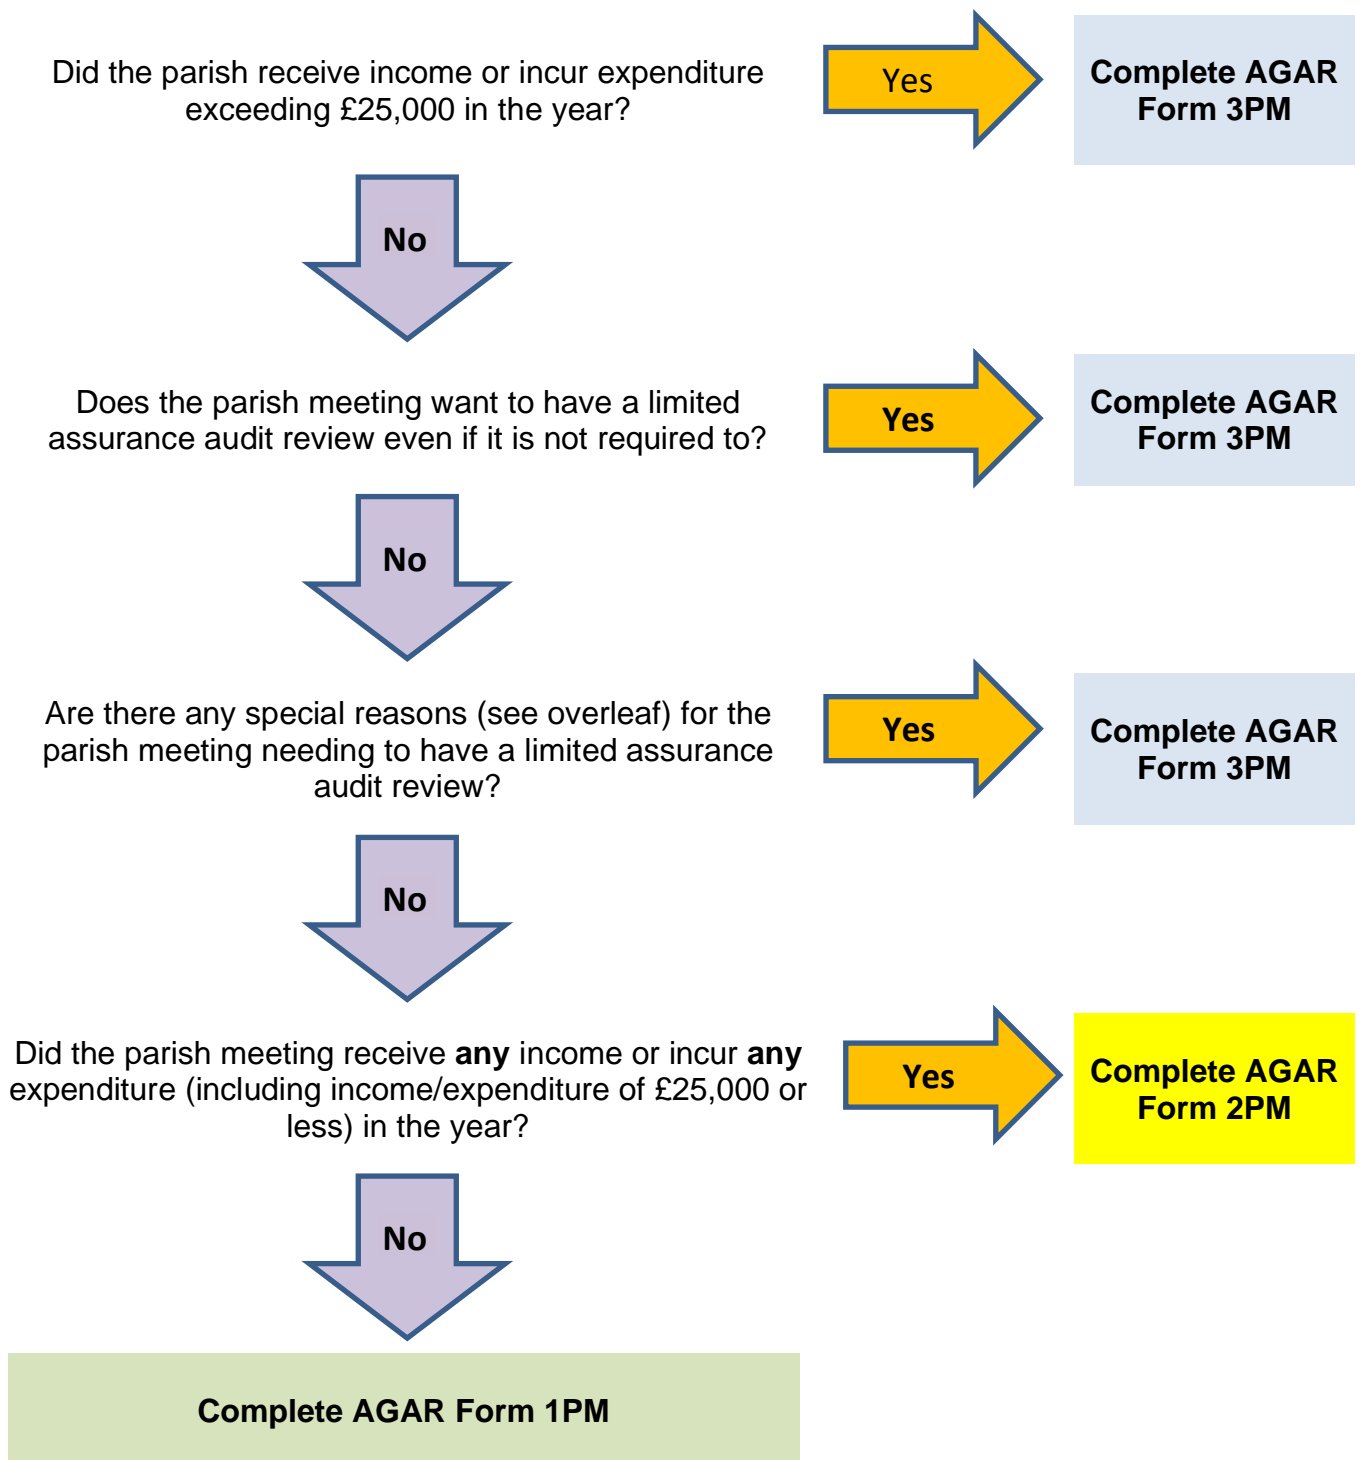 Did the parish receive income or incur expenditure
exceeding £25,000 in the year?
Yes
Complete AGAR
Form 3PM
No
Does the parish meeting want to have a limited
assurance audit review even if it is not required to?
Yes
Complete AGAR
Form 3PM
No
Are there any special reasons (see overleaf) for the
parish meeting needing to have a limited assurance
audit review?
Yes
Complete AGAR
Form 3PM
No
Did the parish meeting receive any income or incur any
expenditure (including income/expenditure of £25,000 or
less) in the year?
Yes
Complete AGAR
Form 2PM
No
Complete AGAR Form 1PM